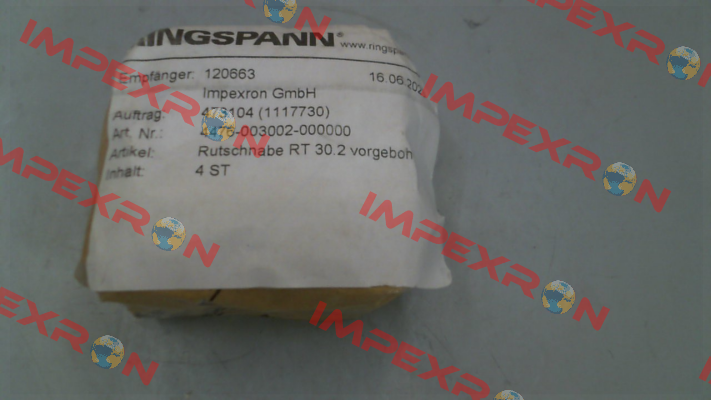 RINGSPANN® www.ringspann
Empfänger: 120663 16.06.202
Impexron GmbH
Auftrag: 473104 (1117730)
Art. Nr.: 4476-003002-000000
Artikel: Rutschnabe RT 30.2 vorgeboh
Inhalt: 4 ST
IMPEXRON
IMPEXRON
IMPEXRON
IMPEXRON
IMPEXRON
IMPEXRON